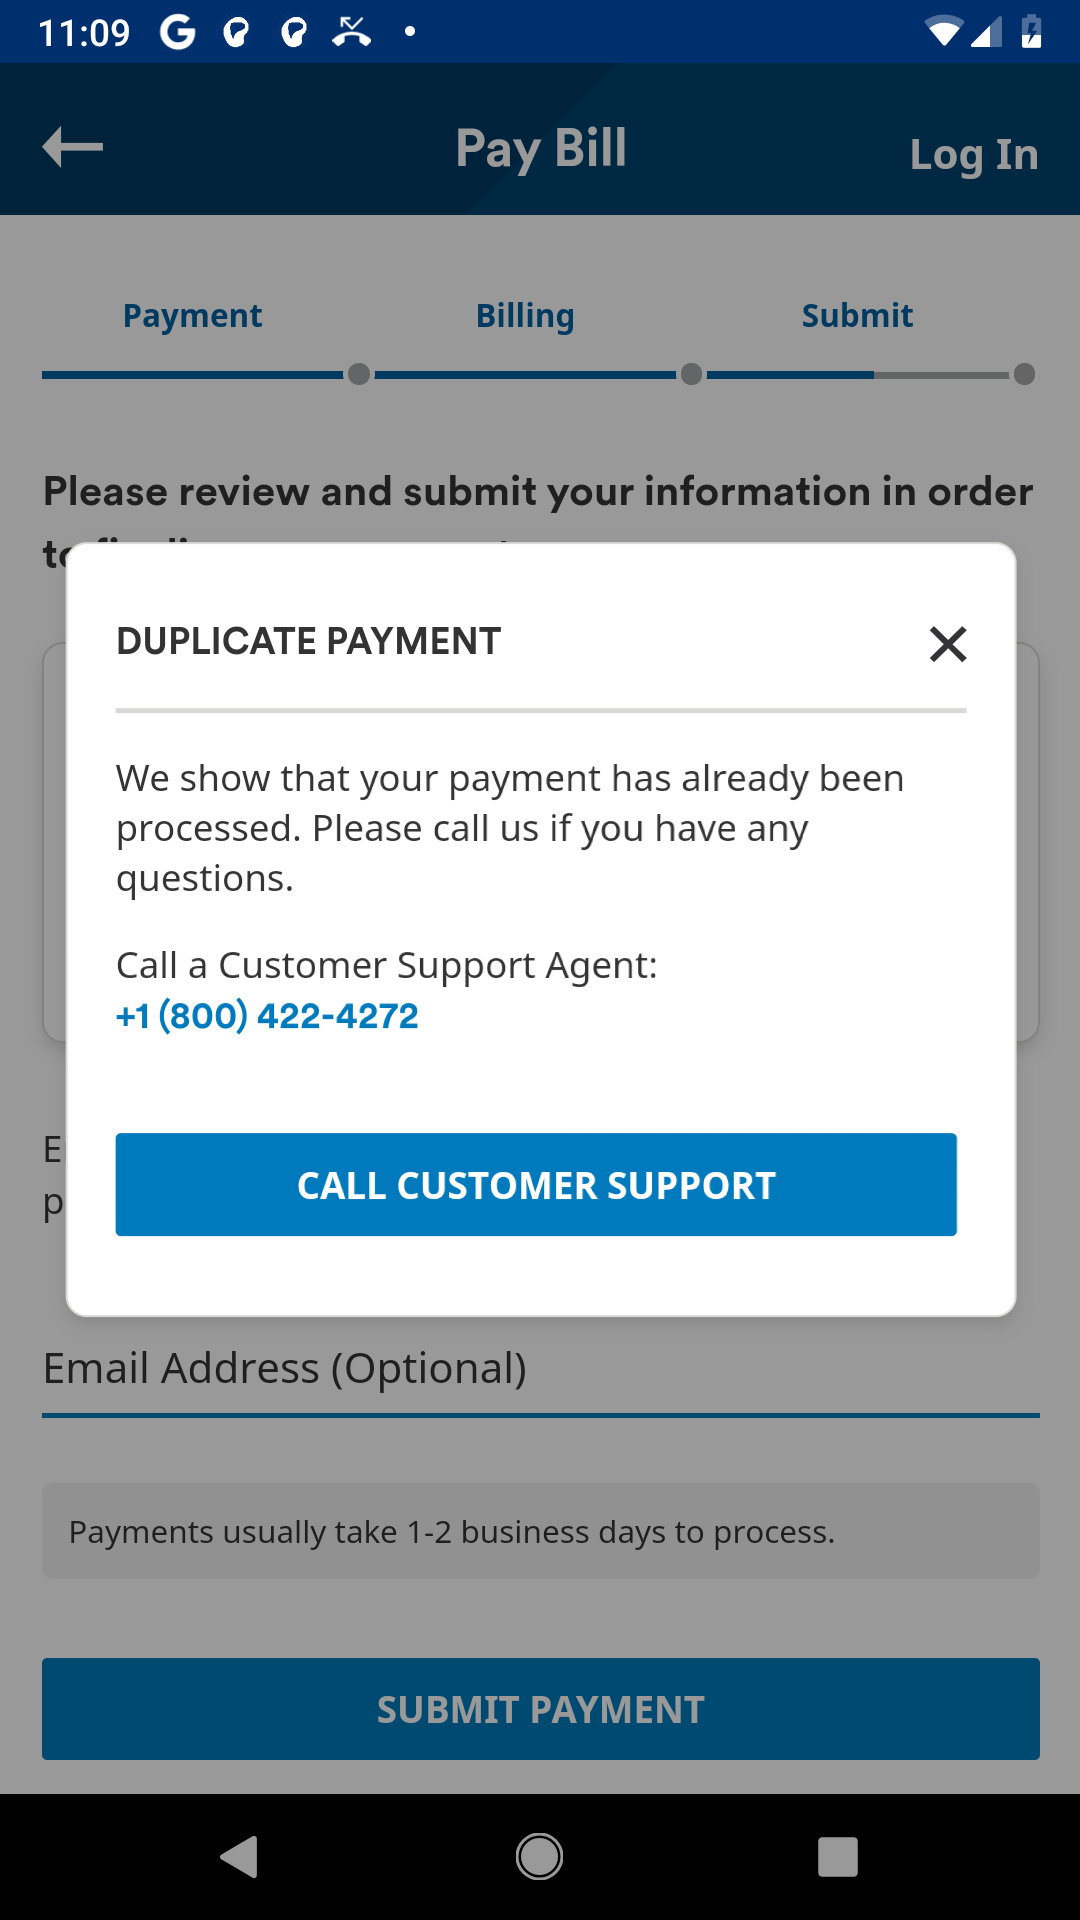 11:09
Pay Bill
Log In
Payment Billing Submit
Please review and submit your information in order
to
DUPLICATE PAYMENT
We show that your payment has already been
processed. Please call us if you have any
questions.
Call a Customer Support Agent:
+1 (800) 422-4272
CALL CUSTOMER SUPPORT
Email Address (Optional)
Payments usually take 1-2 business days to process.
SUBMIT PAYMENT